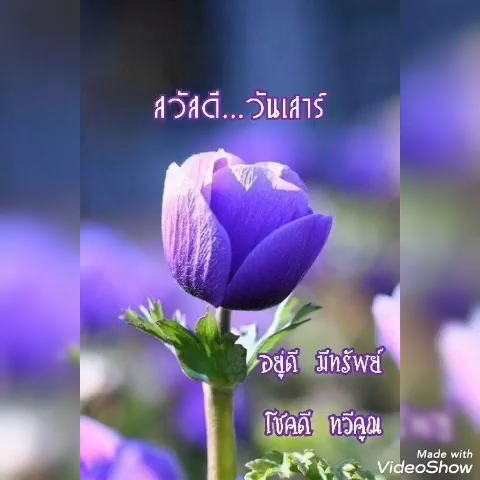 สวัสดี...วันเสาร์
อยู่ดี มีทรัพย์
โชคดี ทวีคูณ
Made with
VideoShow